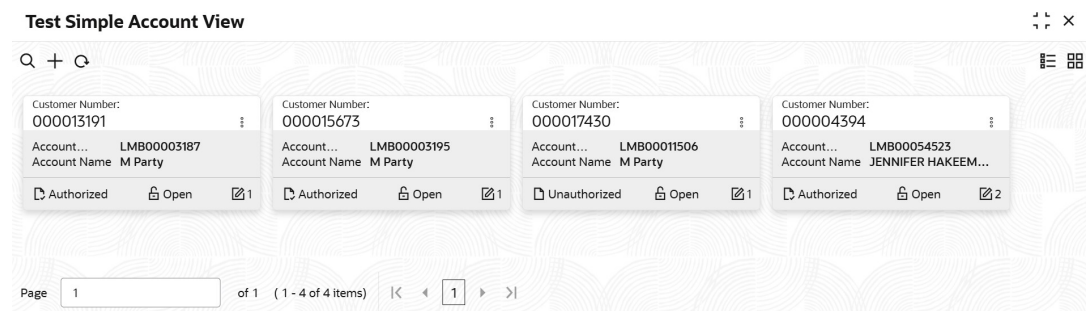 Test Simple Account View
Customer Number:
000013191
Account... LMB00003187
Account Name M Party
Authorized Open 1
Customer Number:
000015673
Account... LMB00003195
Account Name M Party
Authorized Open 1
Customer Number:
000017430
Account... LMB00011506
Account Name M Party
Unauthorized Open 1
Customer Number:
000004394
Account... LMB00054523
Account Name JENNIFER HAKEEM...
Authorized Open 2
Page 1 of 1 ( 1 - 4 of 4 items) 1